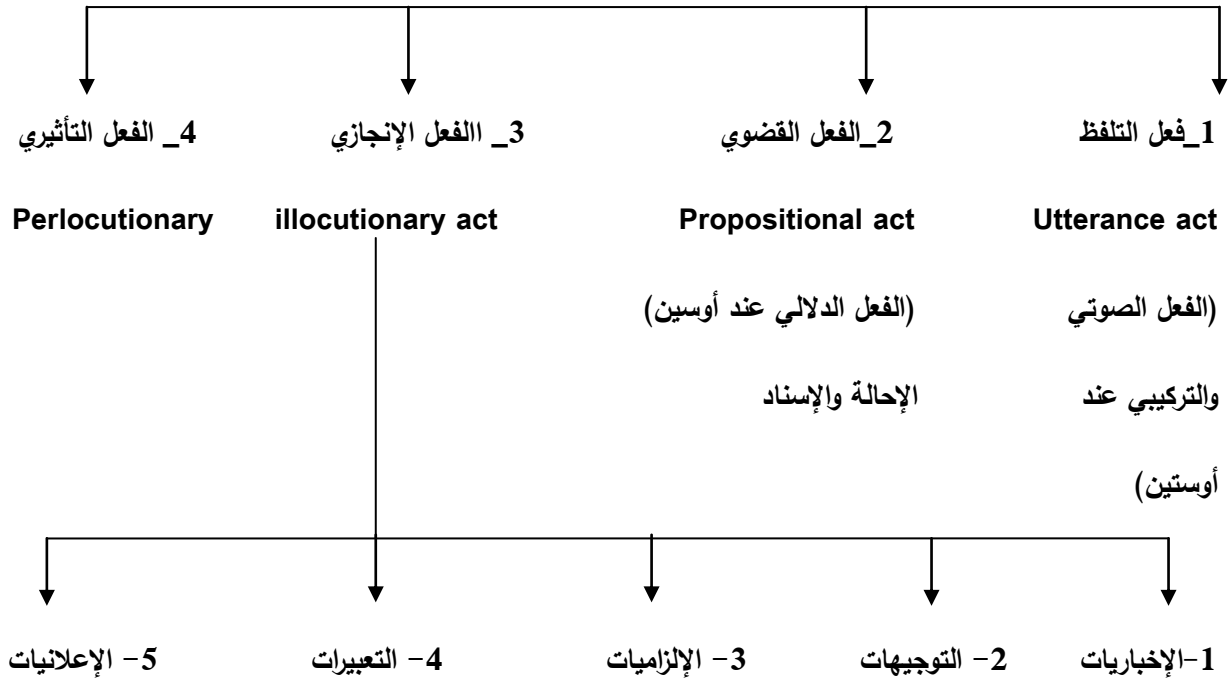 1_فعل التلفظ 2_الفعل القضوي 3_ االفعل الإنجازي 4_ الفعل التأثيري
Utterance act Propositional act illocutionary act Perlocutionary
(الفعل الصوتي (الفعل الدلالي عند أوسين)
والتركيبي عند الإحالة والإسناد
أوستين)
1-الإخباريات 2- التوجيهات 3- الإلزاميات 4- التعبيرات 5- الإعلانيات